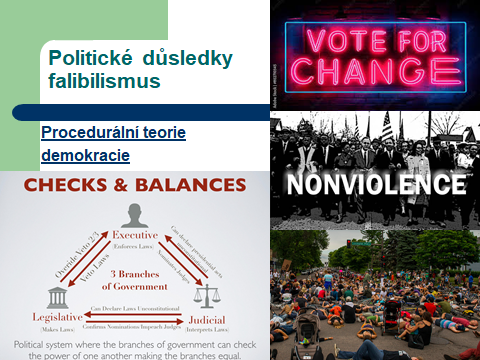 Politické důsledky
falibilismus
Procedurální teorie
demokracie
VOTE FOR
CHANGE
NONVIOLENCE
CHECKS & BALANCES
Executive
(Enforces Laws)
Override Veto 2/3
Veto Laws
Can declare presidential acts
unconstitutional
Nominates Judges
3 Branches
of Government
Legislative
(Makes Laws)
Can Declare Laws Unconstitutional
Confirms Nominations Impeach Judges
Judicial
(Interprets Laws)
Political system where the branches of government can check
the power of one another making the branches equal.